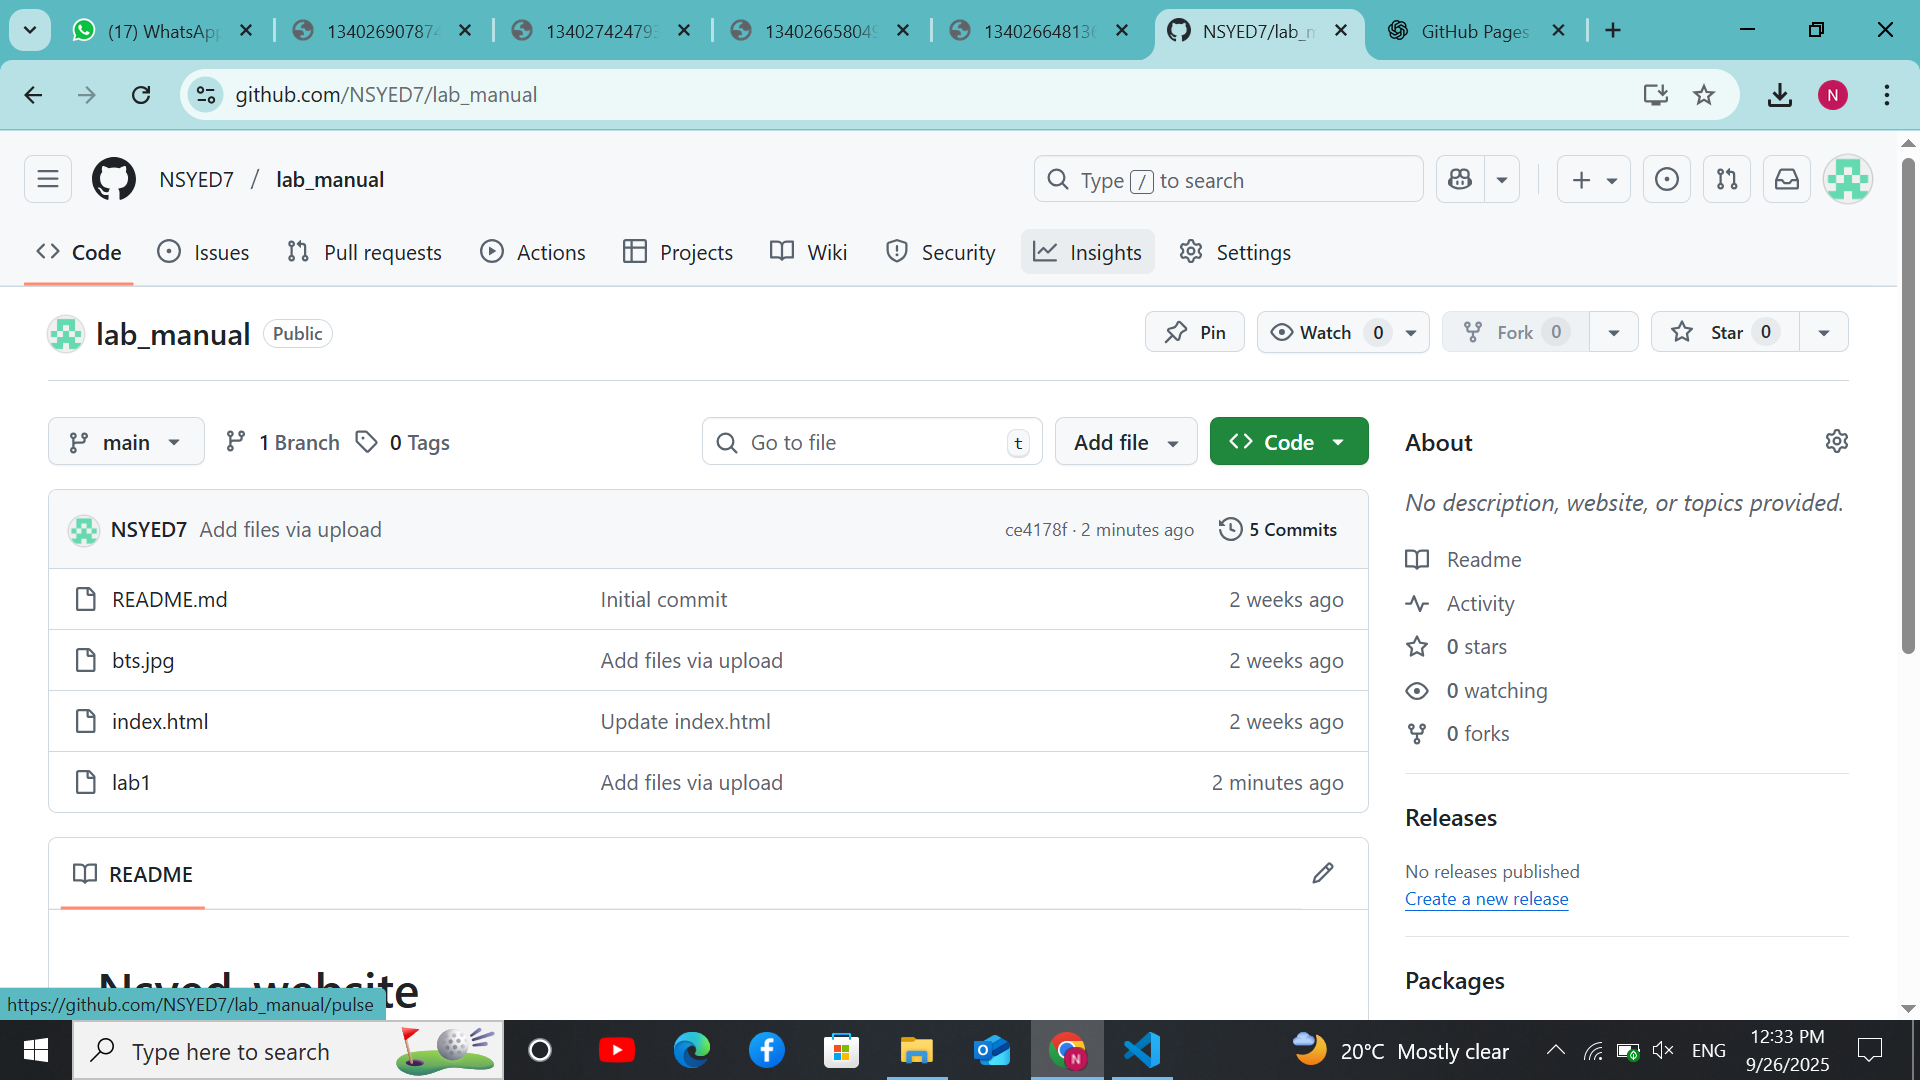 (17) WhatsApp
13402690787
1340274247
13402665804
1340266481
NSYED7/lab_m
GitHub Pages
github.com/NSYED7/lab_manual
N
NSYED7 / lab_manual
Type / to search
Code
Issues
Pull requests
Actions
Projects
Wiki
Security
Insights
Settings
lab_manual Public
Pin
Watch 0
Fork 0
Star 0
main
1 Branch
0 Tags
Go to file t
Add file
Code
NSYED7 Add files via upload
ce4178f · 2 minutes ago
5 Commits
README.md Initial commit 2 weeks ago
bts.jpg Add files via upload 2 weeks ago
index.html Update index.html 2 weeks ago
lab1 Add files via upload 2 minutes ago
README
Nsyed_website
About
No description, website, or topics provided.
Readme
Activity
0 stars
0 watching
0 forks
Releases
No releases published
Create a new release
Packages
https://github.com/NSYED7/lab_manual/pulse
Type here to search
N
20°C Mostly clear
ENG
12:33 PM
9/26/2025